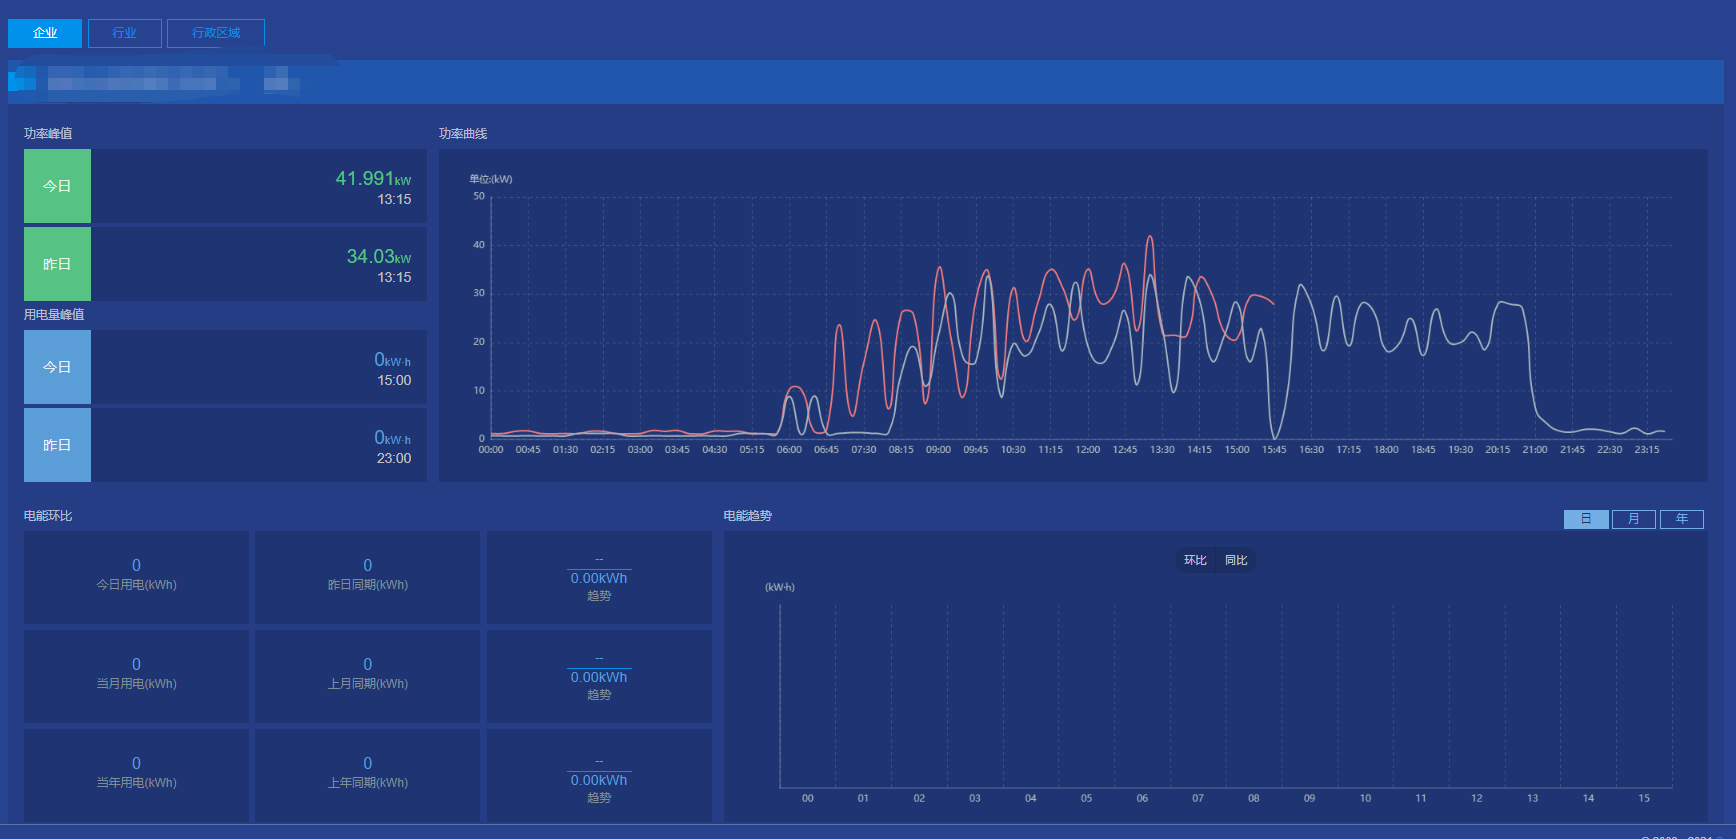 企业 行业 行政区域
功率峰值
今日
41.991kW
13:15
昨日
34.03kW
13:15
用电量峰值
今日
0kW·h
15:00
昨日
0kW·h
23:00
功率曲线
单位:(kW)
50
40
30
20
10
0
00:00 00:45 01:30 02:15 03:00 03:45 04:30 05:15 06:00 06:45 07:30 08:15 09:00 09:45 10:30 11:15 12:00 12:45 13:30 14:15 15:00 15:45 16:30 17:15 18:00 18:45 19:30 20:15 21:00 21:45 22:30 23:15
电能环比
0
今日用电(kWh)
0
昨日同期(kWh)
--
0.00kWh
趋势
0
当月用电(kWh)
0
上月同期(kWh)
--
0.00kWh
趋势
0
当年用电(kWh)
0
上年同期(kWh)
--
0.00kWh
趋势
电能趋势
日 月 年
环比 同比
(kW·h)
00 01 02 03 04 05 06 07 08 09 10 11 12 13 14 15